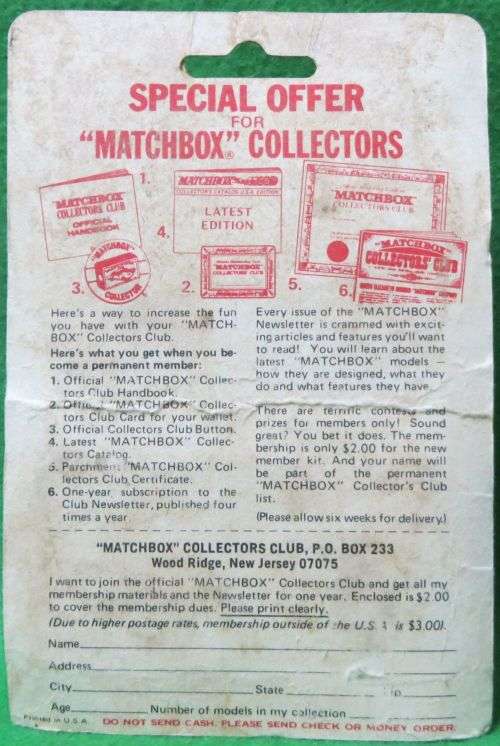 SPECIAL OFFER
FOR
"MATCHBOX"® COLLECTORS
"MATCHBOX"
COLLECTORS CLUB
OFFICIAL
HANDBOOK
1.
MATCHBOX
COLLECTOR'S CATALOG U.S.A. EDITION
LATEST
EDITION
4.
"MATCHBOX"
COLLECTORS CLUB
5.
3.
"MATCHBOX"
COLLECTOR
2.
"MATCHBOX"
COLLECTORS CLUB
6.
"MATCHBOX
COLLECTORS' CLUB
Here's a way to increase the fun
you have with your "MATCH-
BOX" Collectors Club.
Here's what you get when you be-
come a permanent member:
1. Official "MATCHBOX" Collec-
tors Club Handbook.
2. Official "MATCHBOX" Collec-
tors Club Card for your wallet.
3. Official Collectors Club Button.
4. Latest "MATCHBOX" Collec-
tors Catalog.
5. Parchment "MATCHBOX" Col-
lectors Club Certificate.
6. One-year subscription to the
Club Newsletter, published four
times a year.
Every issue of the "MATCHBOX"
Newsletter is crammed with excit-
ing articles and features you'll want
to read! You will learn about the
latest "MATCHBOX" models —
how they are designed, what they
do and what features they have.
There are terrific contests and
prizes for members only! Sound
great? You bet it does. The mem-
bership is only $2.00 for the new
member kit. And your name will
be part of the permanent
"MATCHBOX" Collector's Club
list.
(Please allow six weeks for delivery.)
"MATCHBOX" COLLECTORS CLUB, P.O. BOX 233
Wood Ridge, New Jersey 07075
I want to join the official "MATCHBOX" Collectors Club and get all my
membership materials and the Newsletter for one year. Enclosed is $2.00
to cover the membership dues. Please print clearly.
(Due to higher postage rates, membership outside of the U.S.A is $3.00).
Name
Address
City State ip
Age Number of models in my collection
Printed in U.S.A. DO NOT SEND CASH. PLEASE SEND CHECK OR MONEY ORDER.